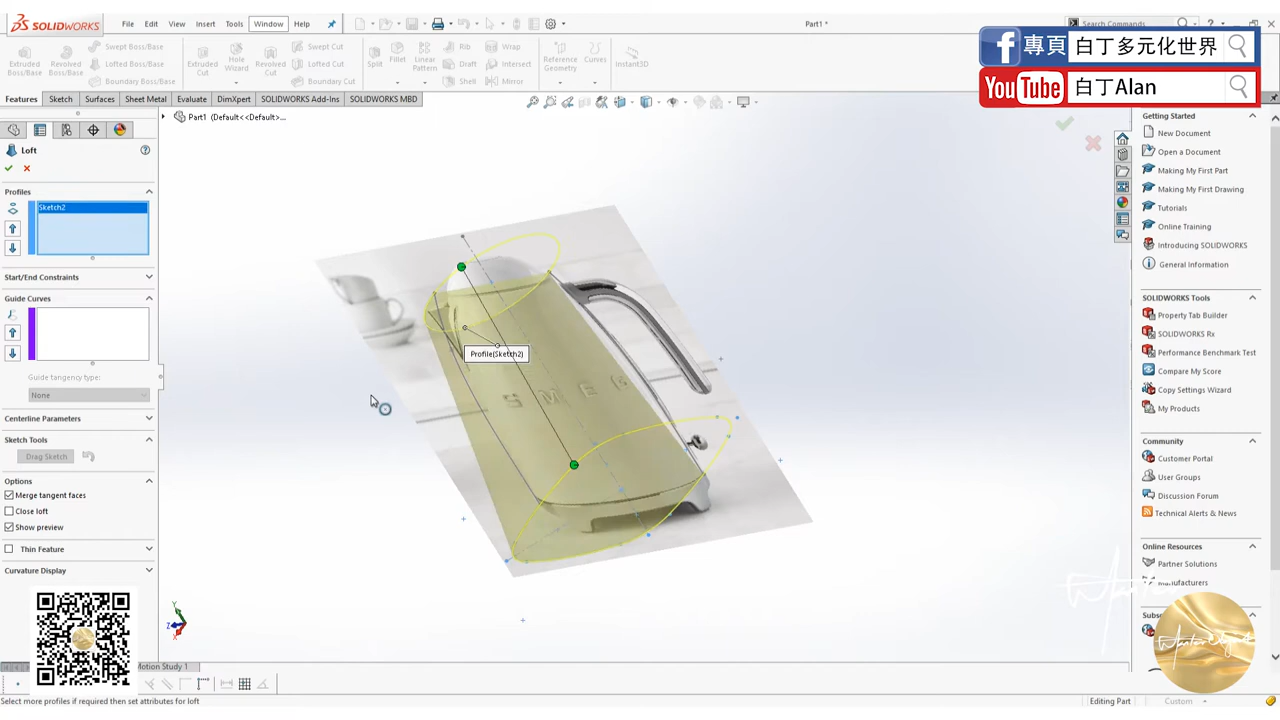 SOLIDWORKS
File Edit View Insert Tools Window Help
Part1 *
Search Commands
專頁 白丁多元化世界
YouTube 白丁Alan
Extruded Boss/Base
Revolved Boss/Base
Swept Boss/Base
Lofted Boss/Base
Boundary Boss/Base
Extruded Cut
Hole Wizard
Revolved Cut
Swept Cut
Lofted Cut
Boundary Cut
Split
Fillet
Linear Pattern
Rib
Draft
Shell
Wrap
Intersect
Mirror
Reference Geometry
Curves
Instant3D
Features Sketch Surfaces Sheet Metal Evaluate DimXpert SOLIDWORKS Add-Ins SOLIDWORKS MBD
Part1 (Default<<Default>...
Loft
Profiles
Sketch2
Start/End Constraints
Guide Curves
Guide tangency type:
None
Centerline Parameters
Sketch Tools
Drag Sketch
Options
Merge tangent faces
Close loft
Show preview
Thin Feature
Curvature Display
Profile(Sketch2)
S M E
Getting Started
New Document
Open a Document
Making My First Part
Making My First Drawing
Tutorials
Online Training
Introducing SOLIDWORKS
General Information
SOLIDWORKS Tools
Property Tab Builder
SOLIDWORKS Rx
Performance Benchmark Test
Compare My Score
Copy Settings Wizard
My Products
Community
Customer Portal
User Groups
Discussion Forum
Technical Alerts & News
Online Resources
Partner Solutions
Manufacturers
Motion Study 1
Select more profiles if required then set attributes for loft
Editing Part
Custom